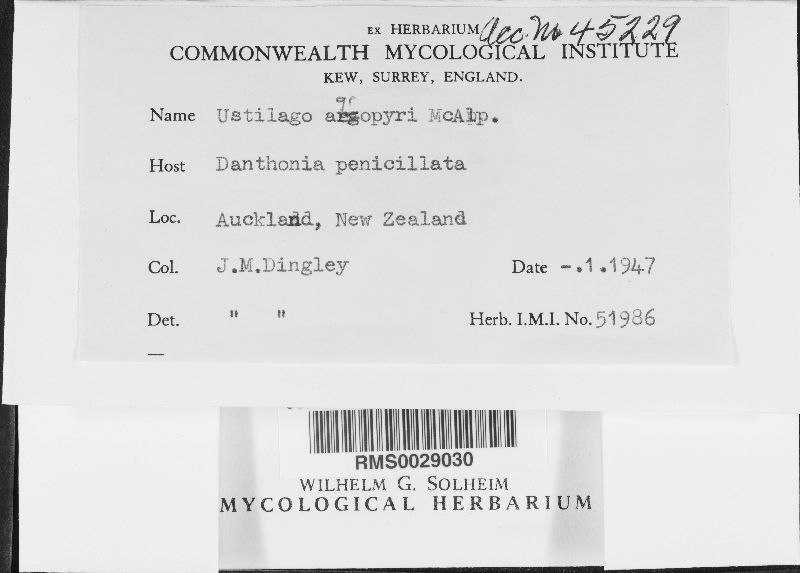 EX HERBARIUM Acc. No 45229
COMMONWEALTH MYCOLOGICAL INSTITUTE
KEW, SURREY, ENGLAND.
Name Ustilago agropyri McAlp.
Host Danthonia penicillata
Loc. Auckland, New Zealand
Col. J.M.Dingley Date -.1.1947
Det. " " Herb. I.M.I. No. 51986
RMS0029030
WILHELM G. SOLHEIM
MYCOLOGICAL HERBARIUM